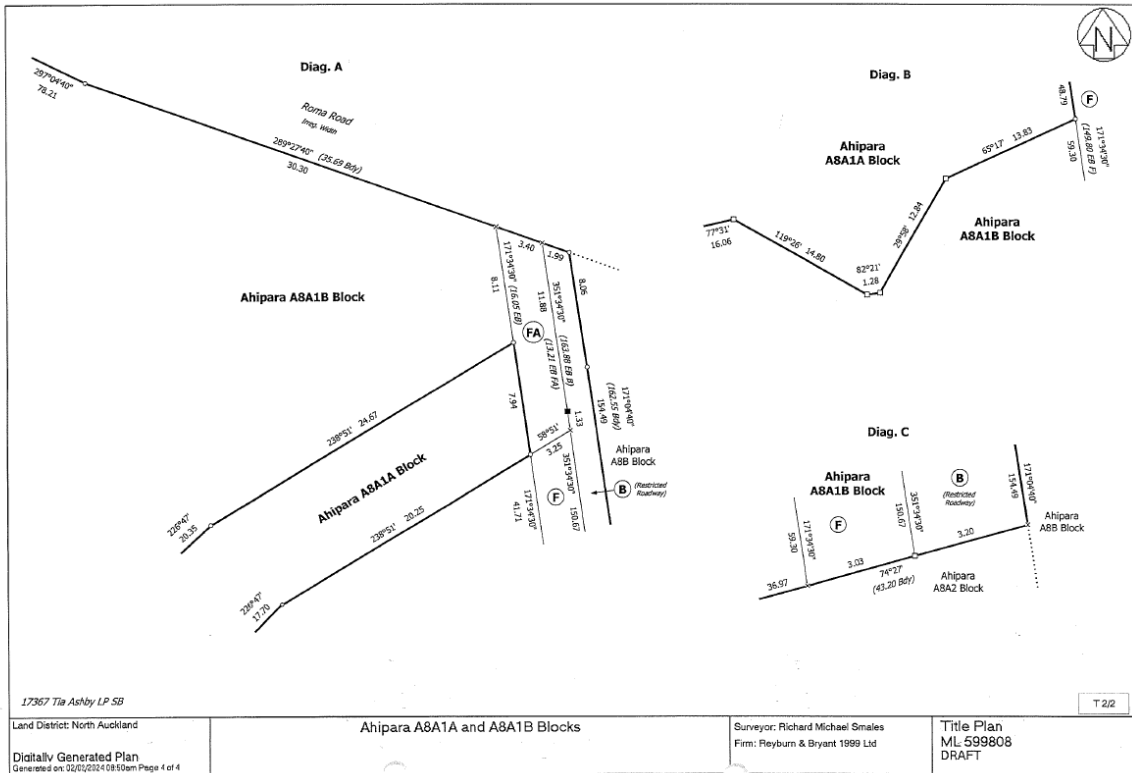 N
Diag. A
297°04'40"
78.21
Roma Road
Irreg. Width
289°27'40" (35.69 Bdy)
30.30
3.40
1.99
171°34'30" (16.05 EB)
8.11
351°34'30"
11.88
(163.88 EB B)
(13.21 EB FA)
8.06
FA
Ahipara A8A1B Block
7.94
1.33
171°04'40"
154.49
(162.55 Bdy)
238°51' 24.67
58°51'
3.25
Ahipara
A8B Block
Ahipara A8A1A Block
351°34'30"
150.67
F
B
(Restricted
Roadway)
171°34'30"
41.71
238°51' 20.25
226°47'
20.35
226°47'
17.70
Diag. B
48.79
F
171°34'30"
59.30
(149.80 EB F)
65°17' 13.83
Ahipara
A8A1A Block
Ahipara
A8A1B Block
29°58' 12.84
77°31'
16.06
119°26' 14.80
82°21'
1.28
Diag. C
Ahipara
A8A1B Block
B
(Restricted
Roadway)
171°04'40"
154.49
351°34'30"
150.67
F
171°34'30"
59.30
Ahipara
A8B Block
3.20
3.03
74°27'
(43.20 Bdy)
36.97
Ahipara
A8A2 Block
17367 Tia Ashby LP SB
T 2/2
Land District: North Auckland
Digitally Generated Plan
Generated on: 02/02/2024 08:50am Page 4 of 4
Ahipara A8A1A and A8A1B Blocks
Surveyor: Richard Michael Smales
Firm: Reyburn & Bryant 1999 Ltd
Title Plan
ML 599808
DRAFT